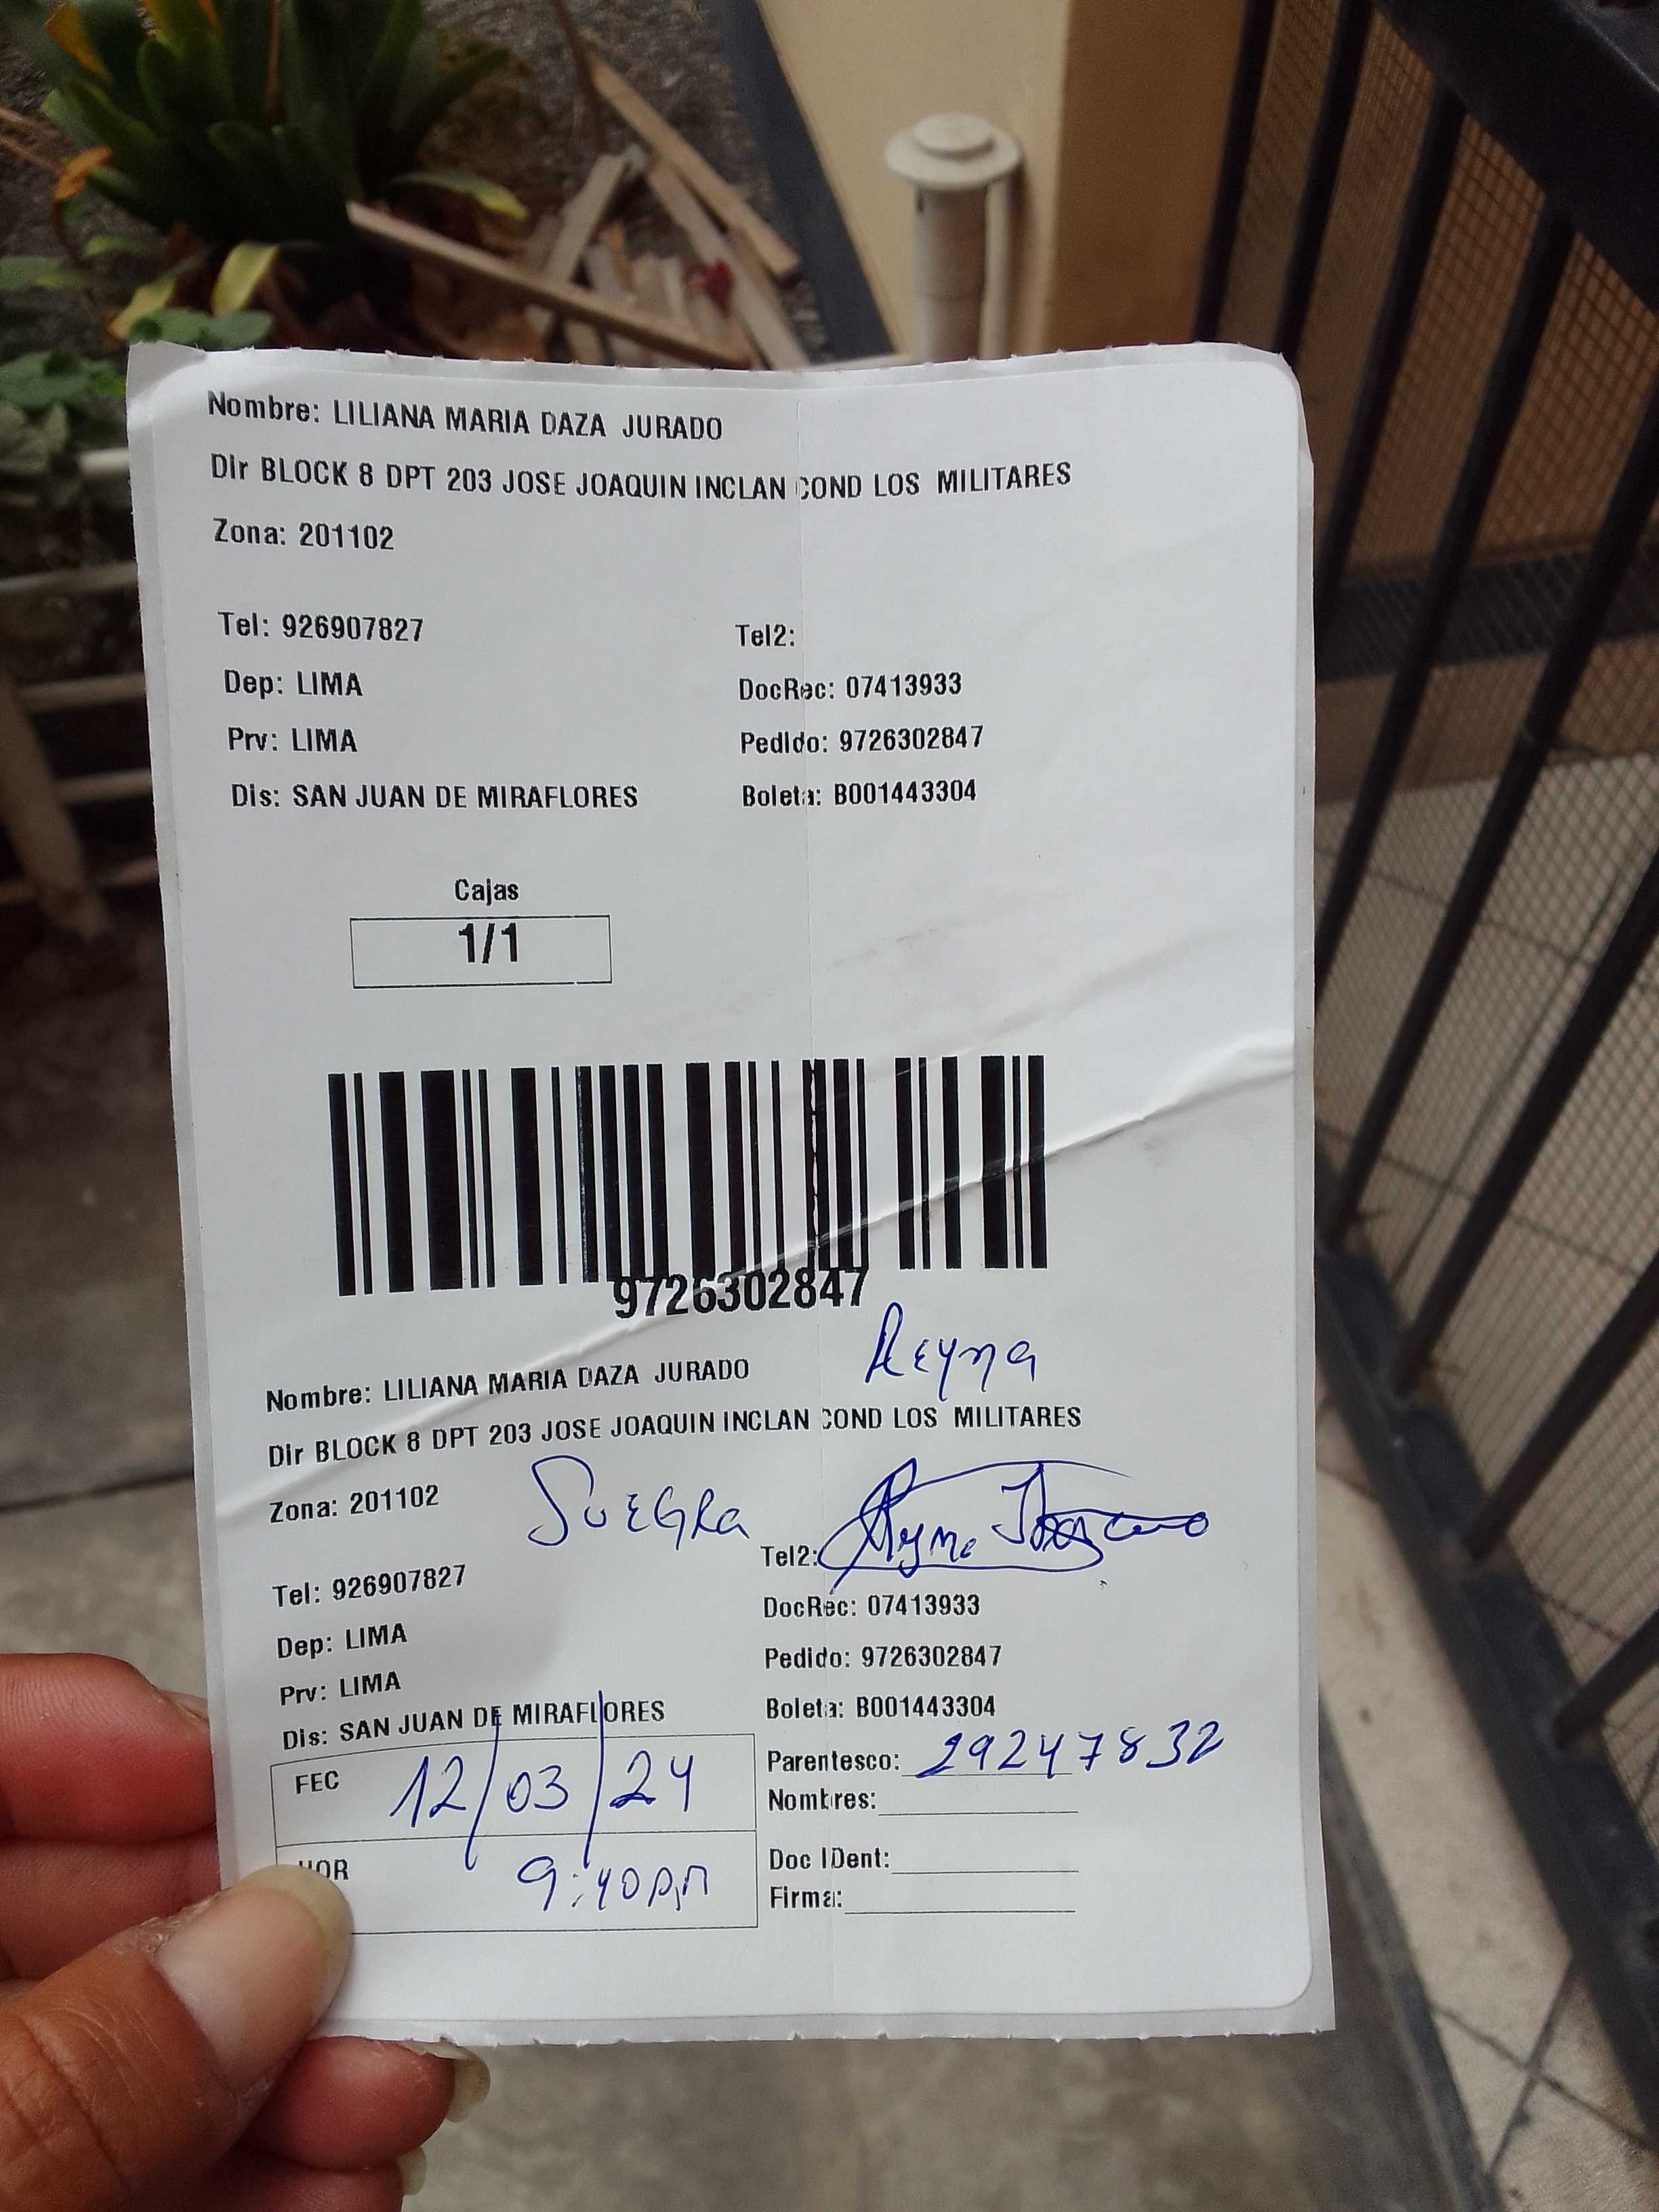 Nombre: LILIANA MARIA DAZA JURADO
Dir BLOCK 8 DPT 203 JOSE JOAQUIN INCLAN COND LOS MILITARES
Zona: 201102
Tel: 926907827 Tel2:
Dep: LIMA DocRec: 07413933
Prv: LIMA Pedido: 9726302847
Dis: SAN JUAN DE MIRAFLORES Boleta: B001443304
Cajas
1/1
9726302847
Reyna
Nombre: LILIANA MARIA DAZA JURADO
Dir BLOCK 8 DPT 203 JOSE JOAQUIN INCLAN COND LOS MILITARES
Zona: 201102 SUEGRa
Tel2:
Tel: 926907827 DocRec: 07413933
Dep: LIMA Pedido: 9726302847
Prv: LIMA Boleta: B001443304
Dis: SAN JUAN DE MIRAFLORES Parentesco: 29247832
FEC 12/03/24 Nombres:
HOR 9:40 pm Doc IDent:
Firma: